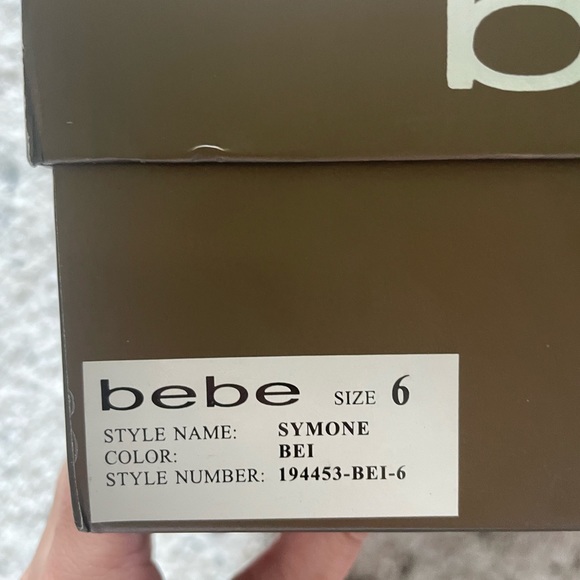 b
bebe SIZE 6
STYLE NAME: SYMONE
COLOR: BEI
STYLE NUMBER: 194453-BEI-6